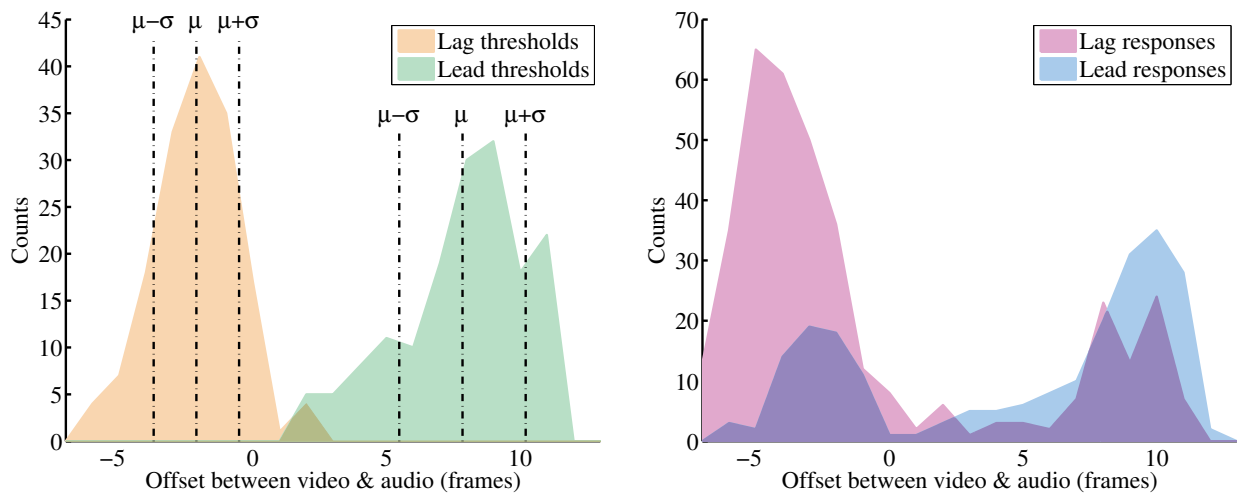 μ−σ μ μ+σ
Lag thresholds
Lead thresholds
μ−σ μ μ+σ
45
40
35
30
25
20
15
10
5
0
Counts
−5 0 5 10
Offset between video & audio (frames)
Lag responses
Lead responses
70
60
50
40
30
20
10
0
Counts
−5 0 5 10
Offset between video & audio (frames)